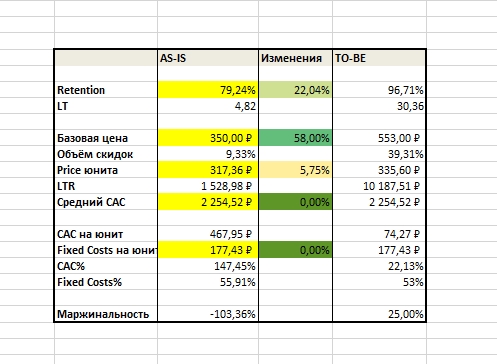 AS-IS Изменения TO-BE
Retention 79,24% 22,04% 96,71%
LT 4,82 30,36
Базовая цена 350,00 ₽ 58,00% 553,00 ₽
Объём скидок 9,33% 39,31%
Price юнита 317,36 ₽ 5,75% 335,60 ₽
LTR 1 528,98 ₽ 10 187,51 ₽
Средний CAC 2 254,52 ₽ 0,00% 2 254,52 ₽
CAC на юнит 467,95 ₽ 74,27 ₽
Fixed Costs на юнит 177,43 ₽ 0,00% 177,43 ₽
CAC% 147,45% 22,13%
Fixed Costs% 55,91% 53%
Маржинальность -103,36% 25,00%